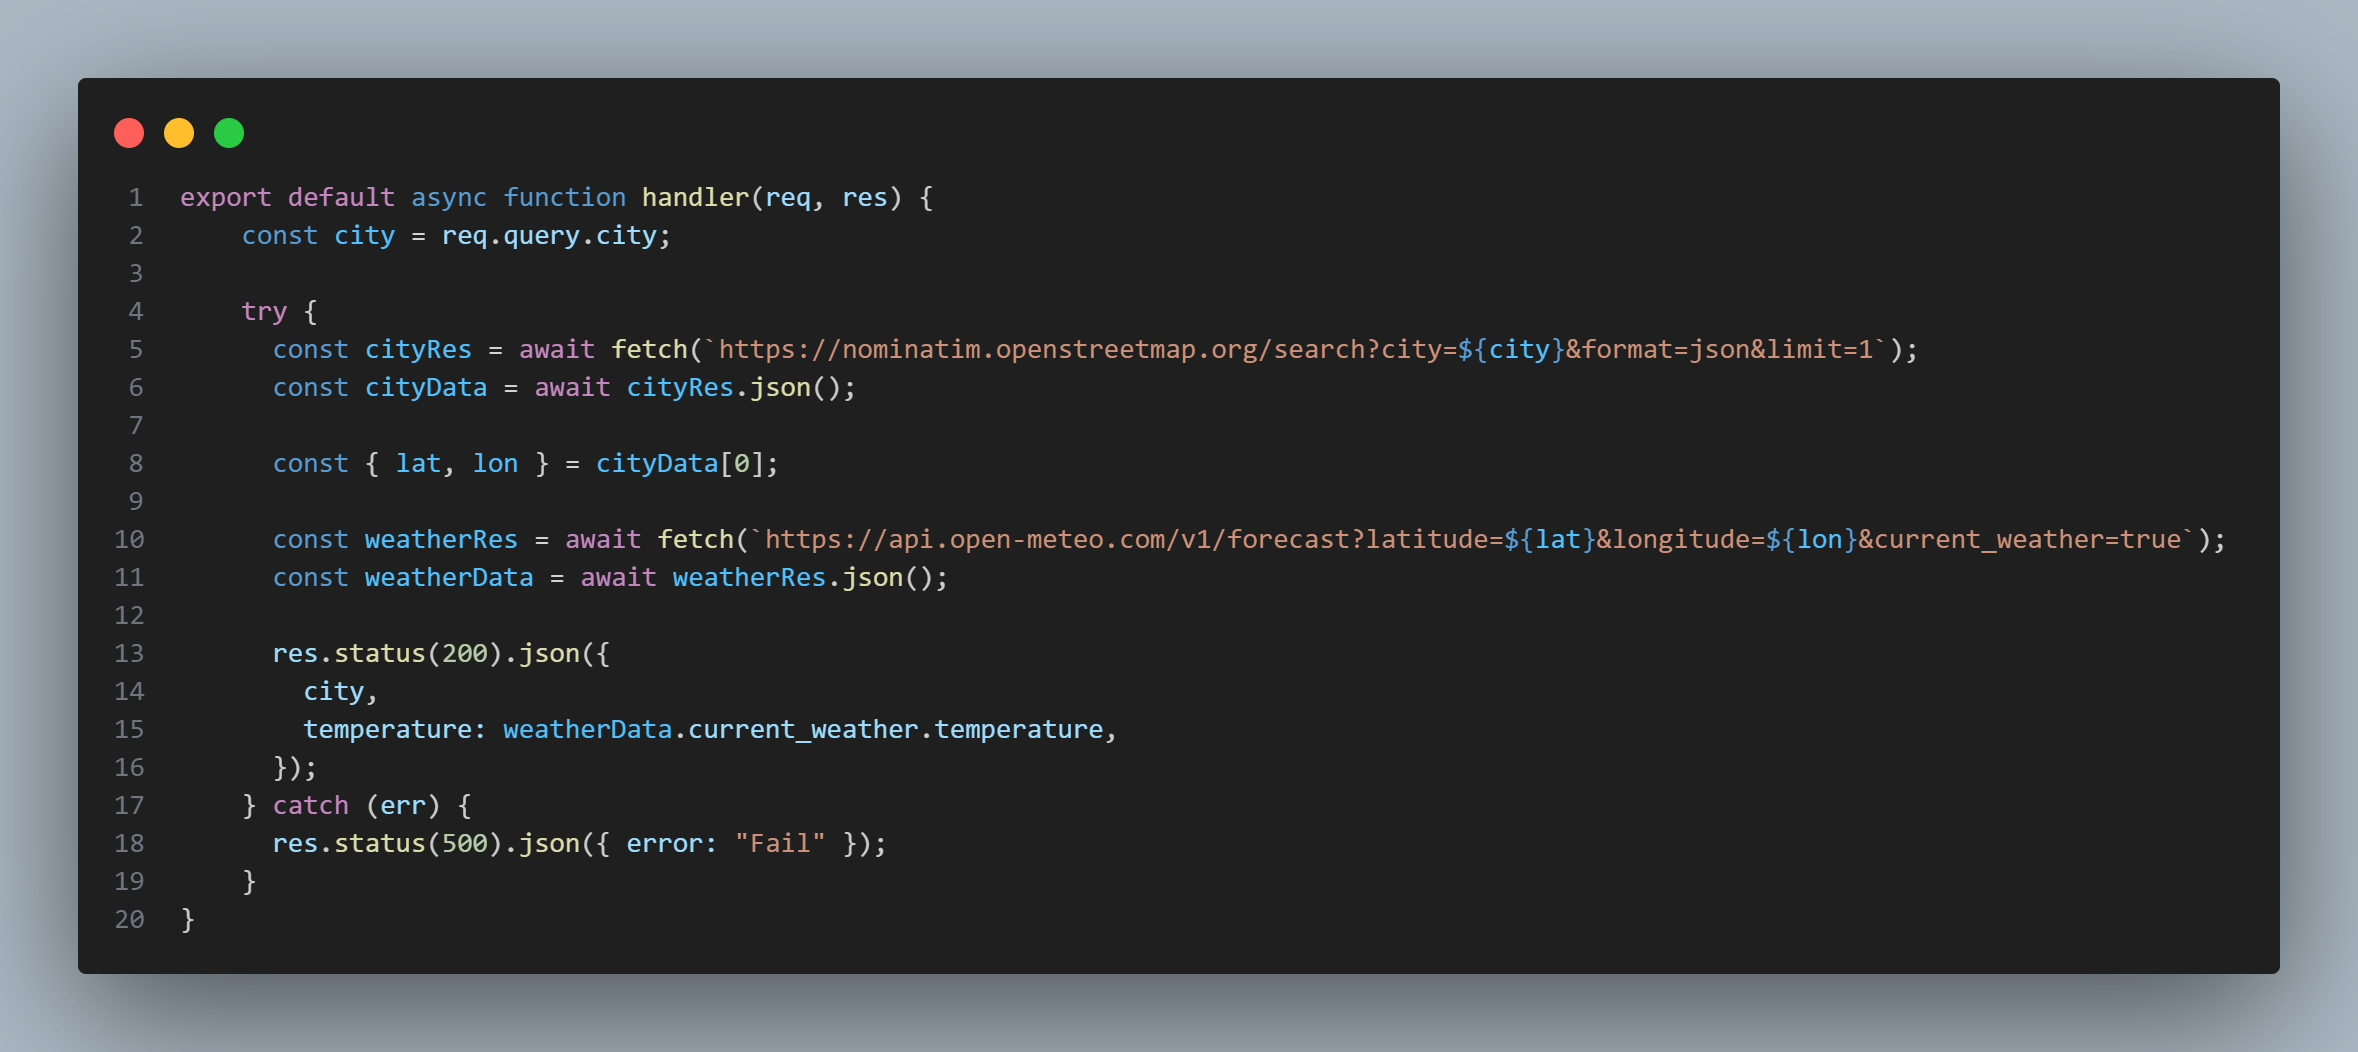 1 export default async function handler(req, res) {
2     const city = req.query.city;
3
4     try {
5       const cityRes = await fetch(`https://nominatim.openstreetmap.org/search?city=${city}&format=json&limit=1`);
6       const cityData = await cityRes.json();
7
8       const { lat, lon } = cityData[0];
9
10       const weatherRes = await fetch(`https://api.open-meteo.com/v1/forecast?latitude=${lat}&longitude=${lon}&current_weather=true`);
11       const weatherData = await weatherRes.json();
12
13       res.status(200).json({
14         city,
15         temperature: weatherData.current_weather.temperature,
16       });
17     } catch (err) {
18       res.status(500).json({ error: "Fail" });
19     }
20 }